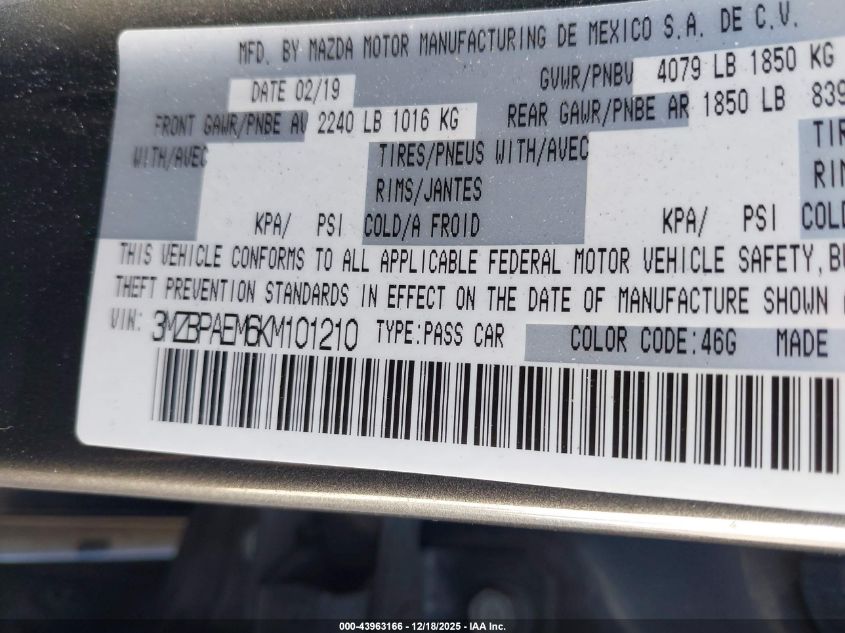 MFD. BY MAZDA MOTOR MANUFACTURING DE MEXICO S.A. DE C.V.
DATE 02/19 GVWR/PNBV 4079 LB 1850 KG
FRONT GAWR/PNBE AV 2240 LB 1016 KG REAR GAWR/PNBE AR 1850 LB 839
WITH/AVEC TIRES/PNEUS WITH/AVEC
RIMS/JANTES
KPA/ PSI COLD/A FROID KPA/ PSI COLD
THIS VEHICLE CONFORMS TO ALL APPLICABLE FEDERAL MOTOR VEHICLE SAFETY,
THEFT PREVENTION STANDARDS IN EFFECT ON THE DATE OF MANUFACTURE SHOWN
VIN: 3MZBPAEM6KM101210 TYPE:PASS CAR COLOR CODE:46G MADE
000-43963166 - 12/18/2025 - IAA Inc.